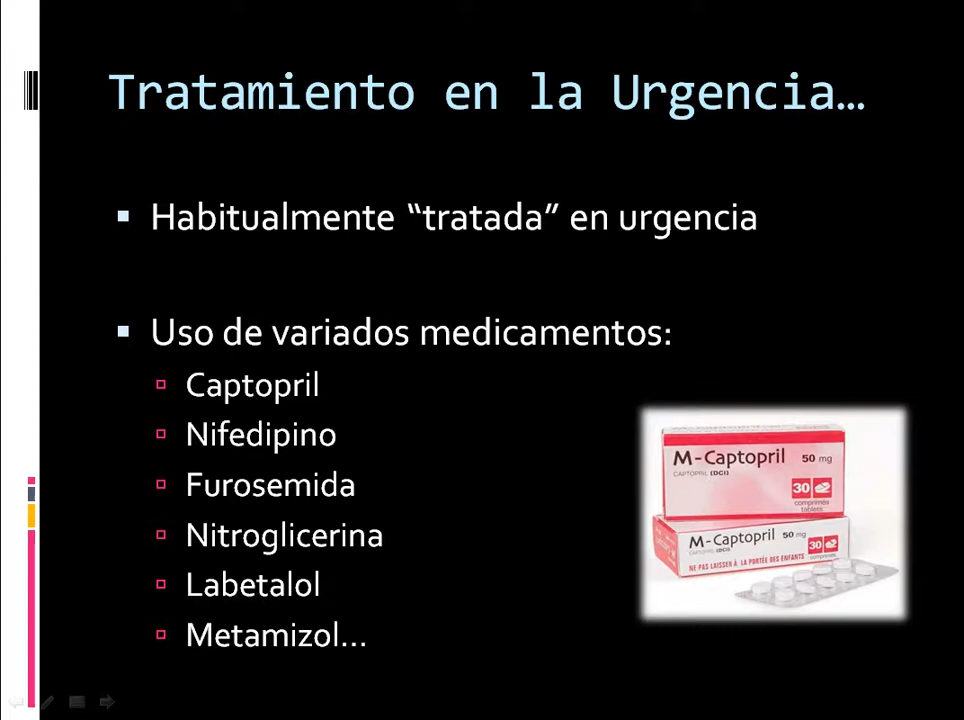 Tratamiento en la Urgencia…
Habitualmente “tratada” en urgencia
Uso de variados medicamentos:
Captopril
Nifedipino
Furosemida
Nitroglicerina
Labetalol
Metamizol…
M-Captopril 50 mg
CAPTOPRIL (DCI)
30
comprimés
tablets
M-Captopril 50 mg
CAPTOPRIL (DCI)
30
comprimés
NE PAS LAISSER À LA PORTÉE DES ENFANTS